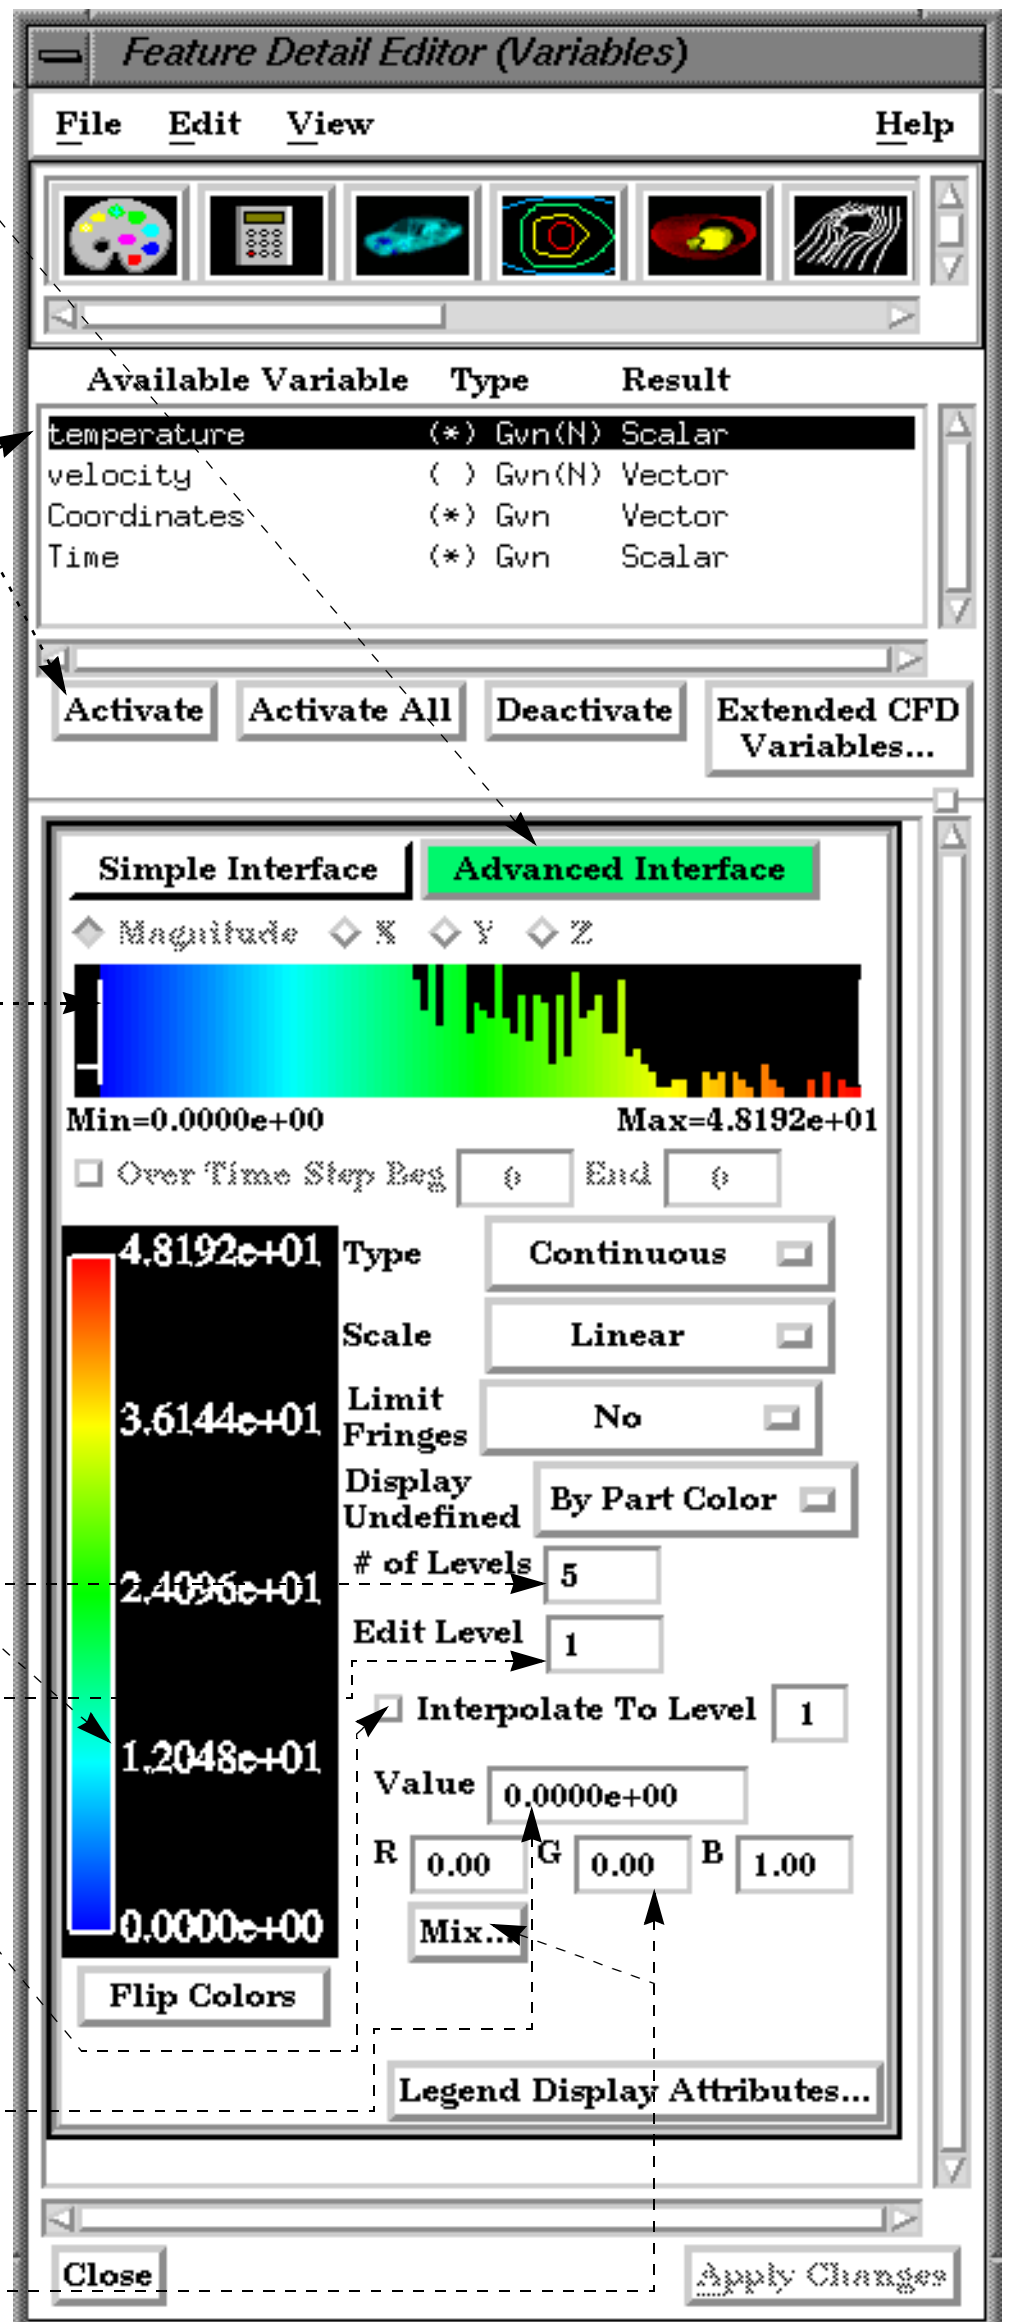 Feature Detail Editor (Variables)
File Edit View Help
Available Variable Type Result
temperature (*) Gvn(N) Scalar
velocity ( ) Gvn(N) Vector
Coordinates (*) Gvn Vector
Time (*) Gvn Scalar
Activate Activate All Deactivate Extended CFD
Variables...
Simple Interface Advanced Interface
Magnitude X Y Z
Min=0.0000e+00 Max=4.8192e+01
Over Time Step Beg 0 End 0
4.8192e+01 Type Continuous
Scale Linear
3.6144e+01 Limit
Fringes No
Display
Undefined By Part Color
2.4096e+01 # of Levels 5
Edit Level 1
Interpolate To Level 1
1.2048e+01 Value 0.0000e+00
R 0.00 G 0.00 B 1.00
0.0000e+00 Mix...
Flip Colors
Legend Display Attributes...
Close Apply Changes